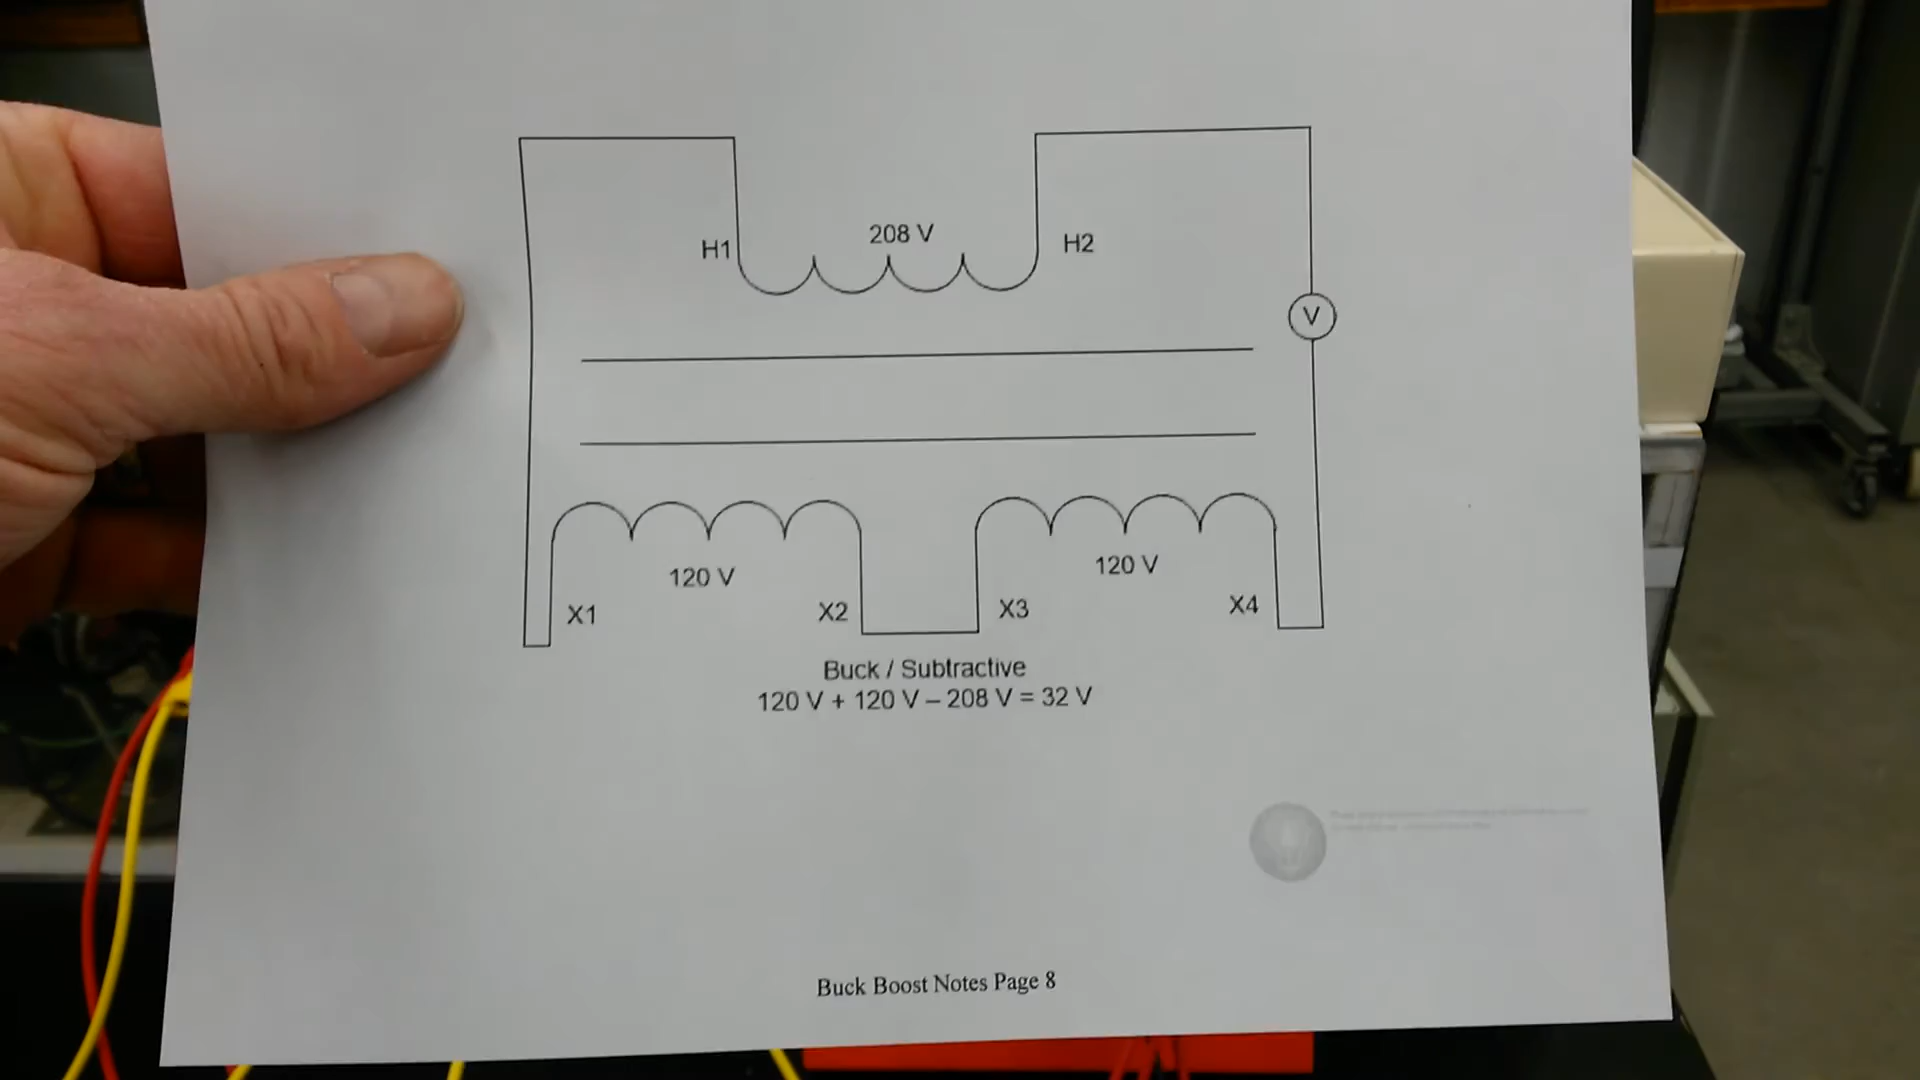 208 V
H1
H2
V
120 V
120 V
X1
X2
X3
X4
Buck / Subtractive
120 V + 120 V – 208 V = 32 V
Buck Boost Notes Page 8